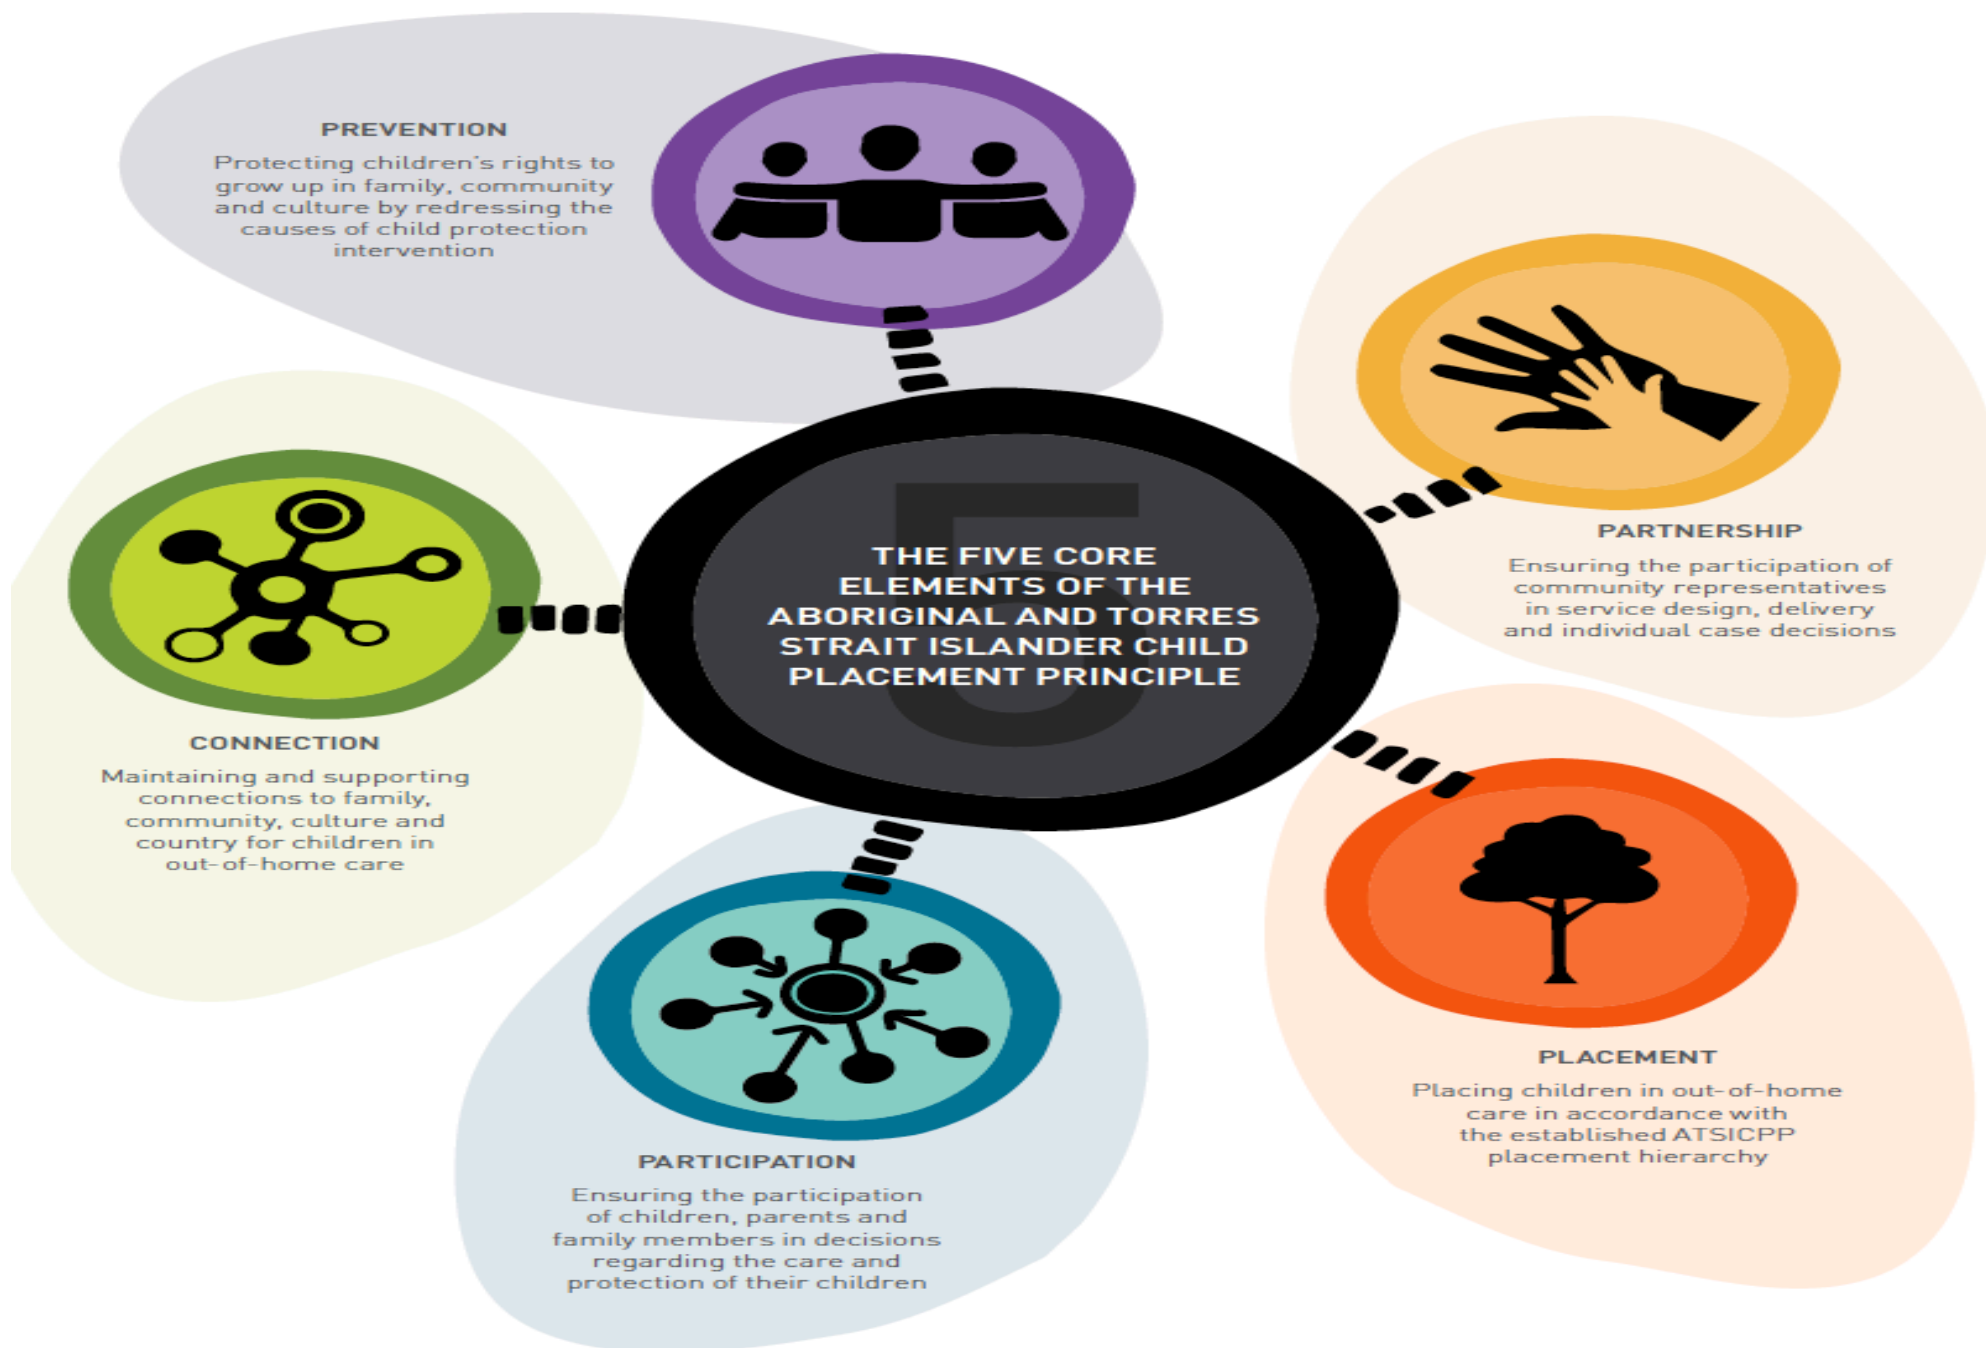 PREVENTION
Protecting children's rights to
grow up in family, community
and culture by redressing the
causes of child protection
intervention
PARTNERSHIP
Ensuring the participation of
community representatives
in service design, delivery
and individual case decisions
5
THE FIVE CORE
ELEMENTS OF THE
ABORIGINAL AND TORRES
STRAIT ISLANDER CHILD
PLACEMENT PRINCIPLE
CONNECTION
Maintaining and supporting
connections to family,
community, culture and
country for children in
out-of-home care
PLACEMENT
Placing children in out-of-home
care in accordance with
the established ATSICPP
placement hierarchy
PARTICIPATION
Ensuring the participation
of children, parents and
family members in decisions
regarding the care and
protection of their children